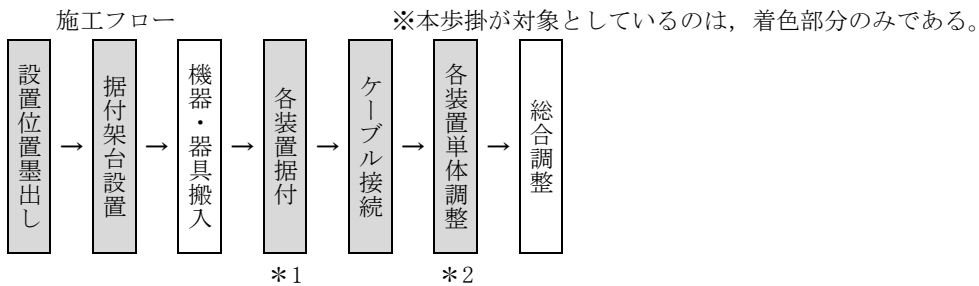 施工フロー
※本歩掛が対象としているのは，着色部分のみである。
設置位置墨出し
→
据付架台設置
→
機器・器具搬入
→
各装置据付
→
ケーブル接続
→
各装置単体調整
→
総合調整
＊1
＊2